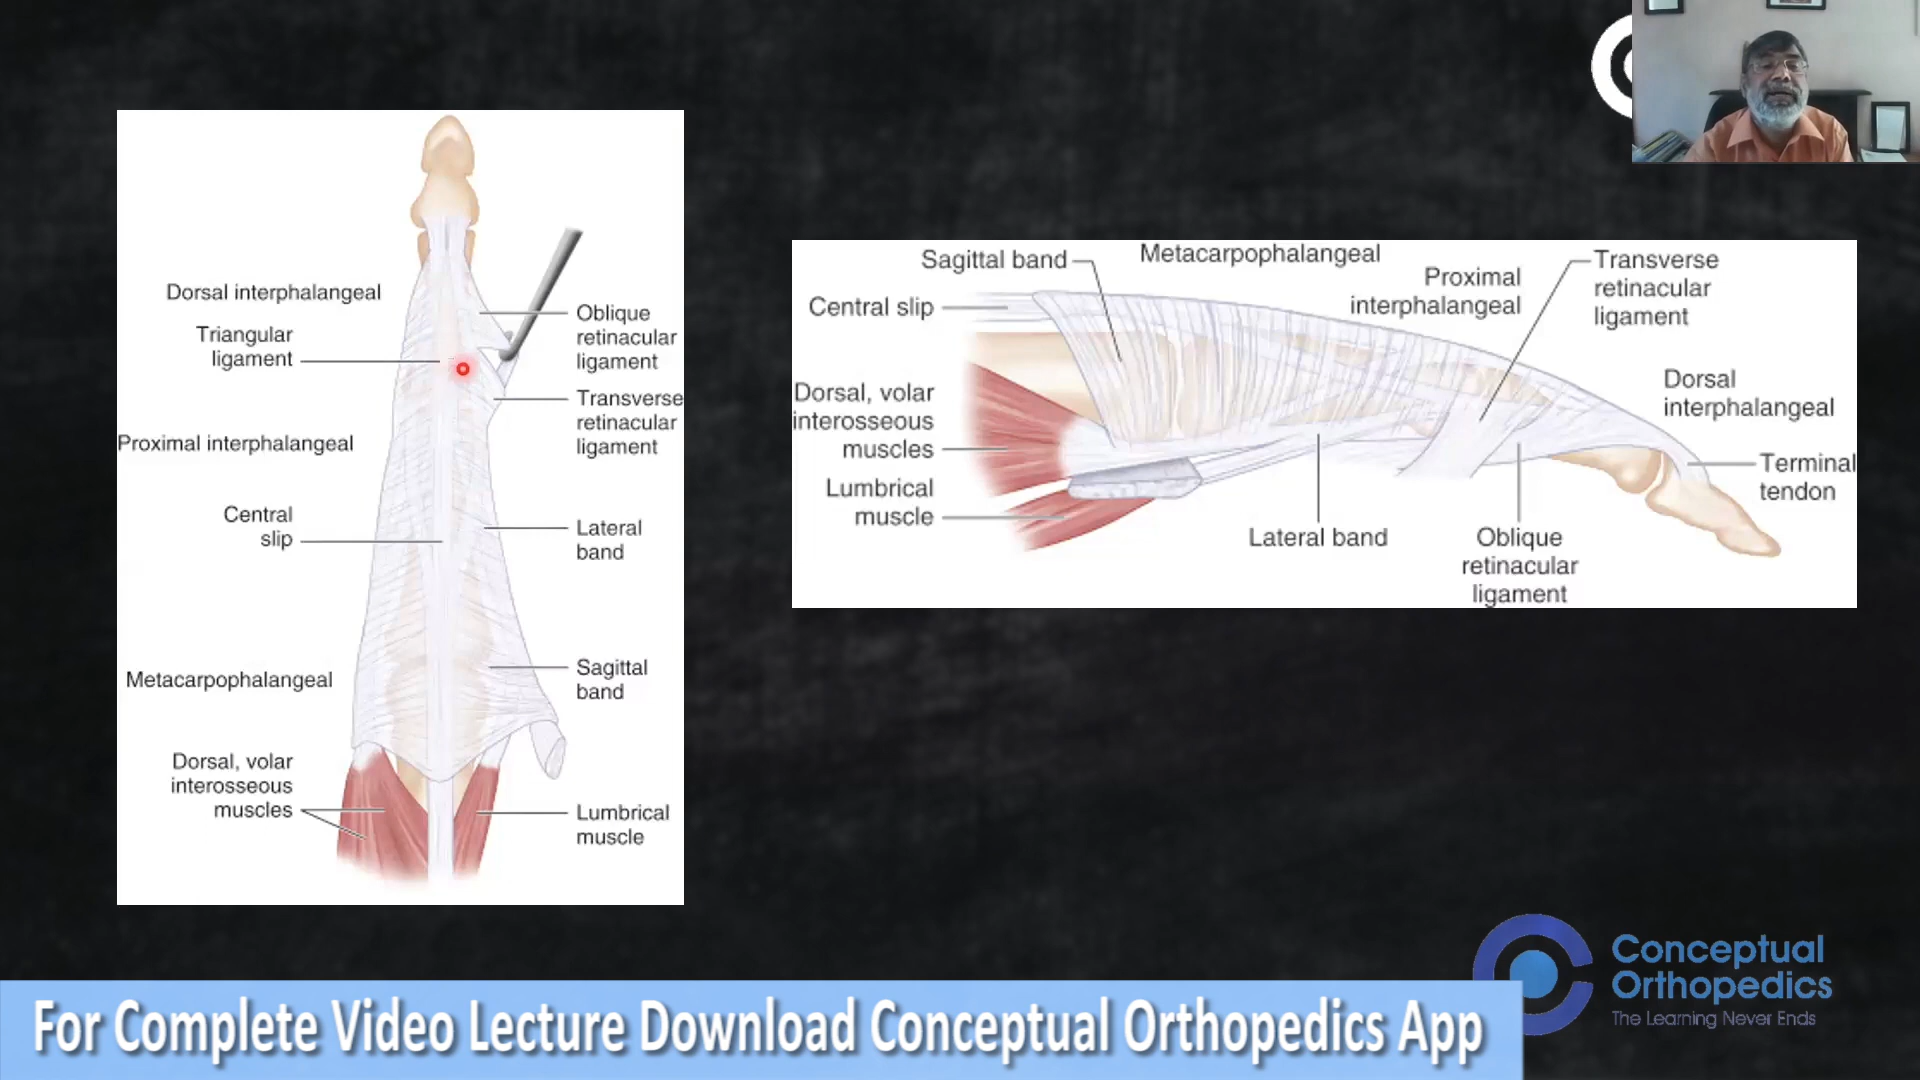 Dorsal interphalangeal
Triangular
ligament
Proximal interphalangeal
Central
slip
Metacarpophalangeal
Dorsal, volar
interosseous
muscles
Oblique
retinacular
ligament
Transverse
retinacular
ligament
Lateral
band
Sagittal
band
Lumbrical
muscle
Sagittal band
Central slip
Dorsal, volar
interosseous
muscles
Lumbrical
muscle
Metacarpophalangeal
Proximal
interphalangeal
Transverse
retinacular
ligament
Dorsal
interphalangeal
Terminal
tendon
Lateral band
Oblique
retinacular
ligament
Conceptual
Orthopedics
The Learning Never Ends
For Complete Video Lecture Download Conceptual Orthopedics App